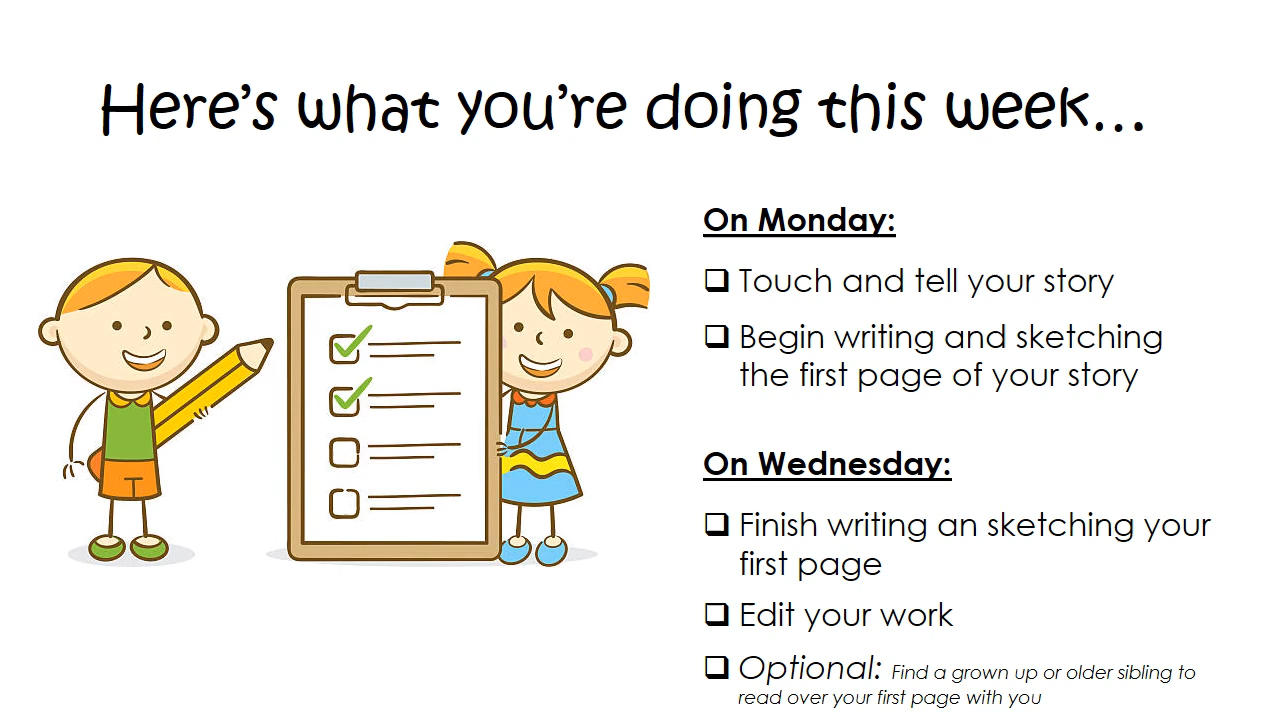 Here's what you're doing this week...
On Monday:
❑ Touch and tell your story
❑ Begin writing and sketching
the first page of your story
On Wednesday:
❑ Finish writing an sketching your
first page
❑ Edit your work
❑ Optional: Find a grown up or older sibling to
read over your first page with you